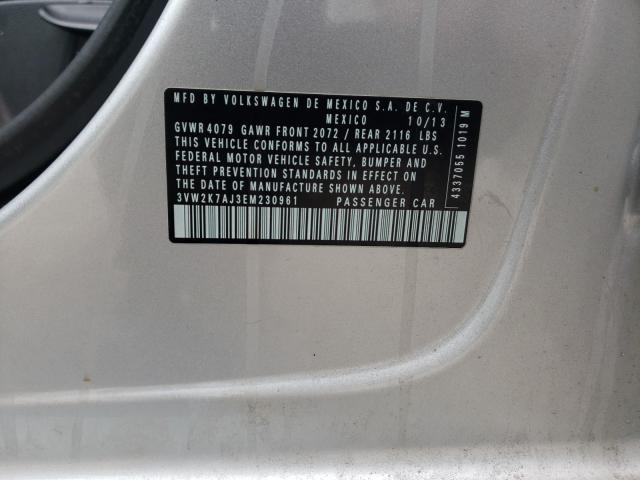 MFD BY VOLKSWAGEN DE MEXICO S.A. DE C.V.
MEXICO 10/13
GVWR 4079 GAWR FRONT 2072 / REAR 2116 LBS
THIS VEHICLE CONFORMS TO ALL APPLICABLE U.S.
FEDERAL MOTOR VEHICLE SAFETY, BUMPER AND
THEFT PREVENTION STANDARDS IN EFFECT ON
THE DATE OF MANUFACTURE SHOWN ABOVE.
3VW2K7AJ3EM230961 PASSENGER CAR
4337055 1019 M